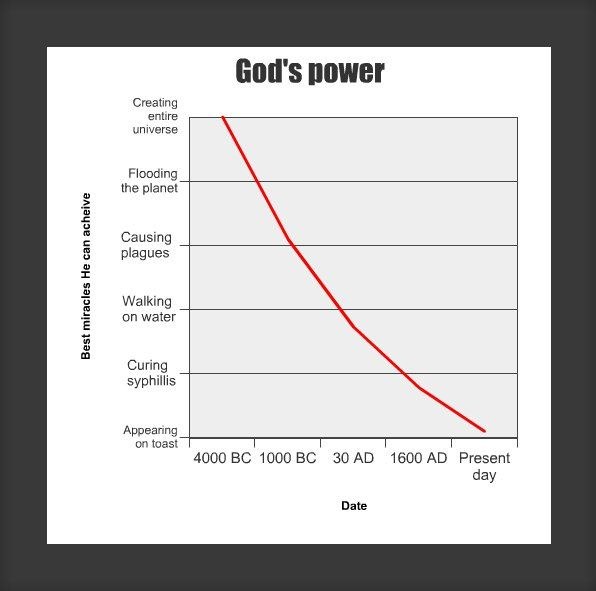 God's power
Creating
entire
universe
Flooding
the planet
Causing
plagues
Walking
on water
Curing
syphillis
Appearing
on toast
Best miracles He can acheive
4000 BC 1000 BC 30 AD 1600 AD Present
day
Date